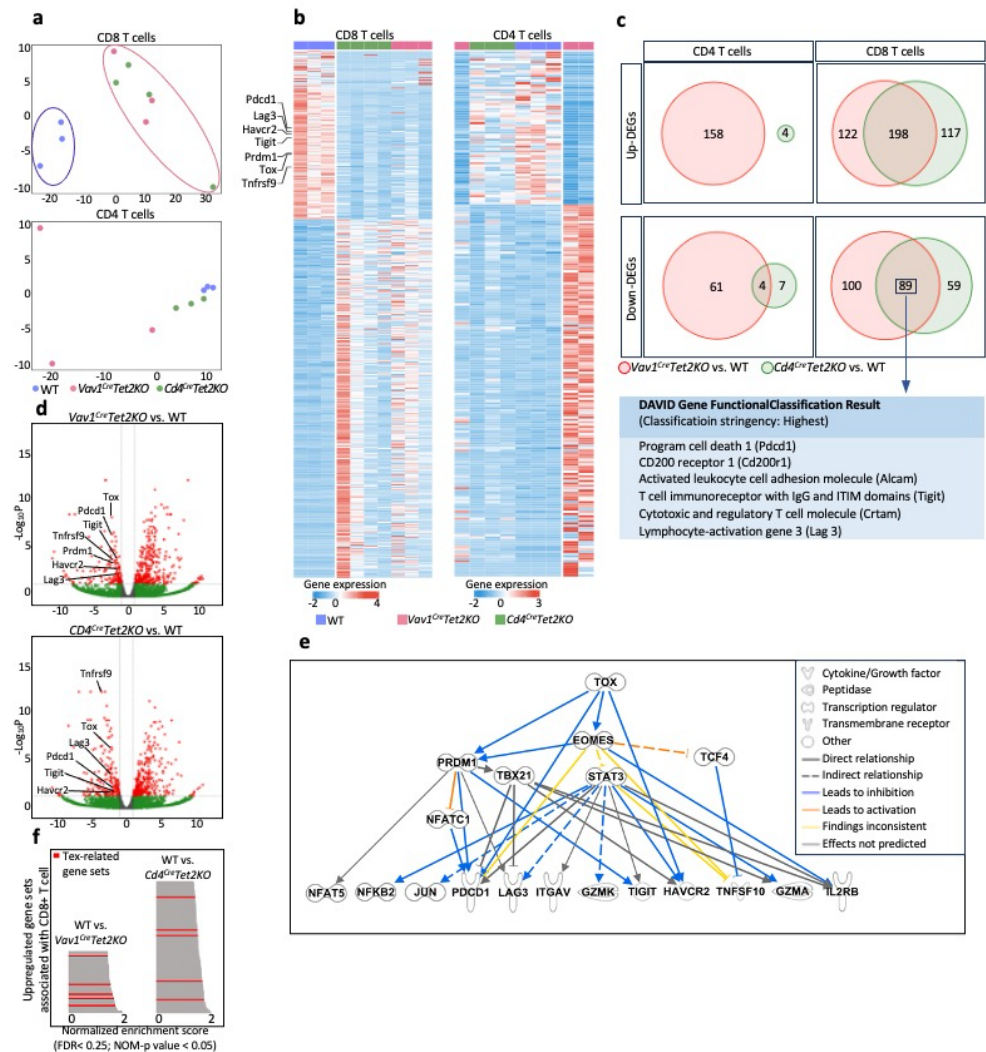 a
CD8 T cells
10
5
0
-5
-10
-20
-10
0
10
20
30
CD4 T cells
10
5
0
-5
-10
-20
-10
0
10
WT
Vav1CreTet2KO
Cd4CreTet2KO
b
CD8 T cells
CD4 T cells
Pdcd1
Lag3
Havcr2
Tigit
Prdm1
Tox
Tnfrsf9
Gene expression
-2
0
4
Gene expression
-2
0
3
WT
Vav1CreTet2KO
Cd4CreTet2KO
c
CD4 T cells
CD8 T cells
Up-DEGs
158
4
122
198
117
Down-DEGs
61
4
7
100
89
59
Vav1CreTet2KO vs. WT
Cd4CreTet2KO vs. WT
DAVID Gene FunctionalClassification Result
(Classificatioin stringency: Highest)
Program cell death 1 (Pdcd1)
CD200 receptor 1 (Cd200r1)
Activated leukocyte cell adhesion molecule (Alcam)
T cell immunoreceptor with IgG and ITIM domains (Tigit)
Cytotoxic and regulatory T cell molecule (Crtam)
Lymphocyte-activation gene 3 (Lag 3)
d
Vav1CreTet2KO vs. WT
-Log10P
15
10
5
0
Tox
Pdcd1
Tigit
Tnfrsf9
Prdm1
Havcr2
Lag3
-10
-5
0
5
10
CD4CreTet2KO vs. WT
-Log10P
15
10
5
0
Tnfrsf9
Tox
Lag3
Pdcd1
Tigit
Havcr2
-10
-5
0
5
10
e
TOX
EOMES
PRDM1
TBX21
STAT3
TCF4
NFATC1
NFAT5
NFKB2
JUN
PDCD1
LAG3
ITGAV
GZMK
TIGIT
HAVCR2
TNFSF10
GZMA
IL2RB
Cytokine/Growth factor
Peptidase
Transcription regulator
Transmembrane receptor
Other
Direct relationship
Indirect relationship
Leads to inhibition
Leads to activation
Findings inconsistent
Effects not predicted
f
Tex-related
gene sets
WT vs.
Cd4CreTet2KO
WT vs.
Vav1CreTet2KO
Uppregulated gene sets
associated with CD8+ T cell
0
2
0
2
Normalized enrichment score
(FDR< 0.25; NOM-p value < 0.05)